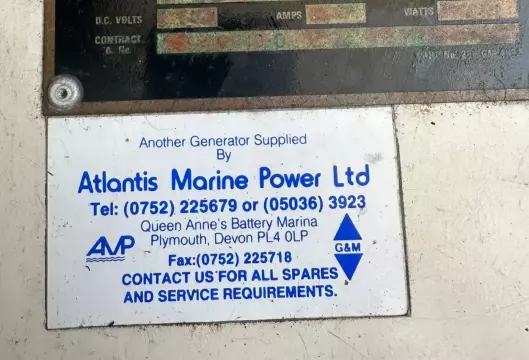 D.C. VOLTS AMPS WATTS
CONTRACT
& No.
Another Generator Supplied
By
Atlantis Marine Power Ltd
Tel: (0752) 225679 or (05036) 3923
Queen Anne's Battery Marina
Plymouth, Devon PL4 0LP
AMP
G&M
Fax:(0752) 225718
CONTACT US FOR ALL SPARES
AND SERVICE REQUIREMENTS.